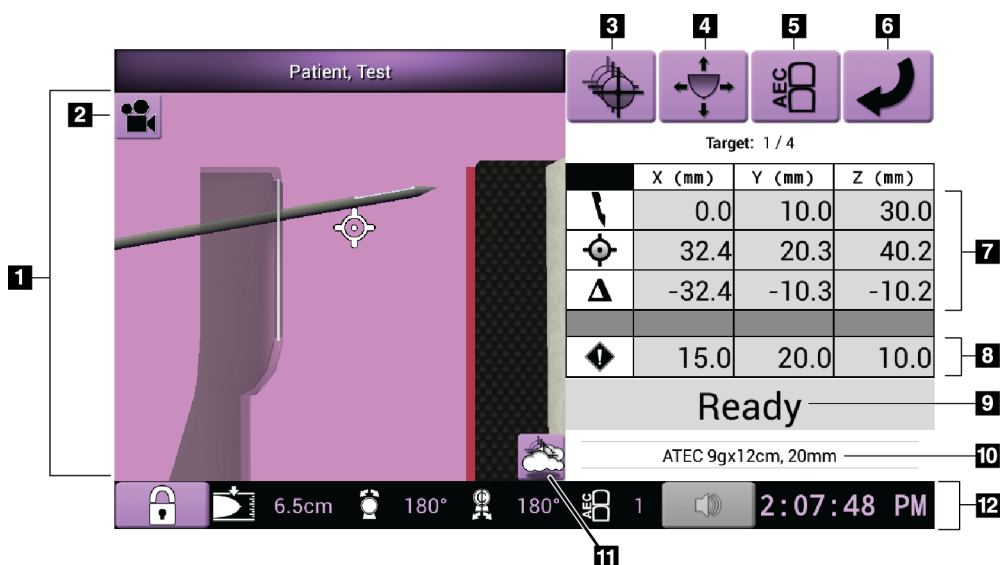 3
4
5
6
Patient, Test
AEC
1
2
Target: 1 / 4
X (mm) Y (mm) Z (mm)
0.0 10.0 30.0
32.4 20.3 40.2
Δ -32.4 -10.3 -10.2
7
! 15.0 20.0 10.0
8
Ready
9
ATEC 9gx12cm, 20mm
10
6.5cm 180° C 180° AEC 1 2:07:48 PM
12
11